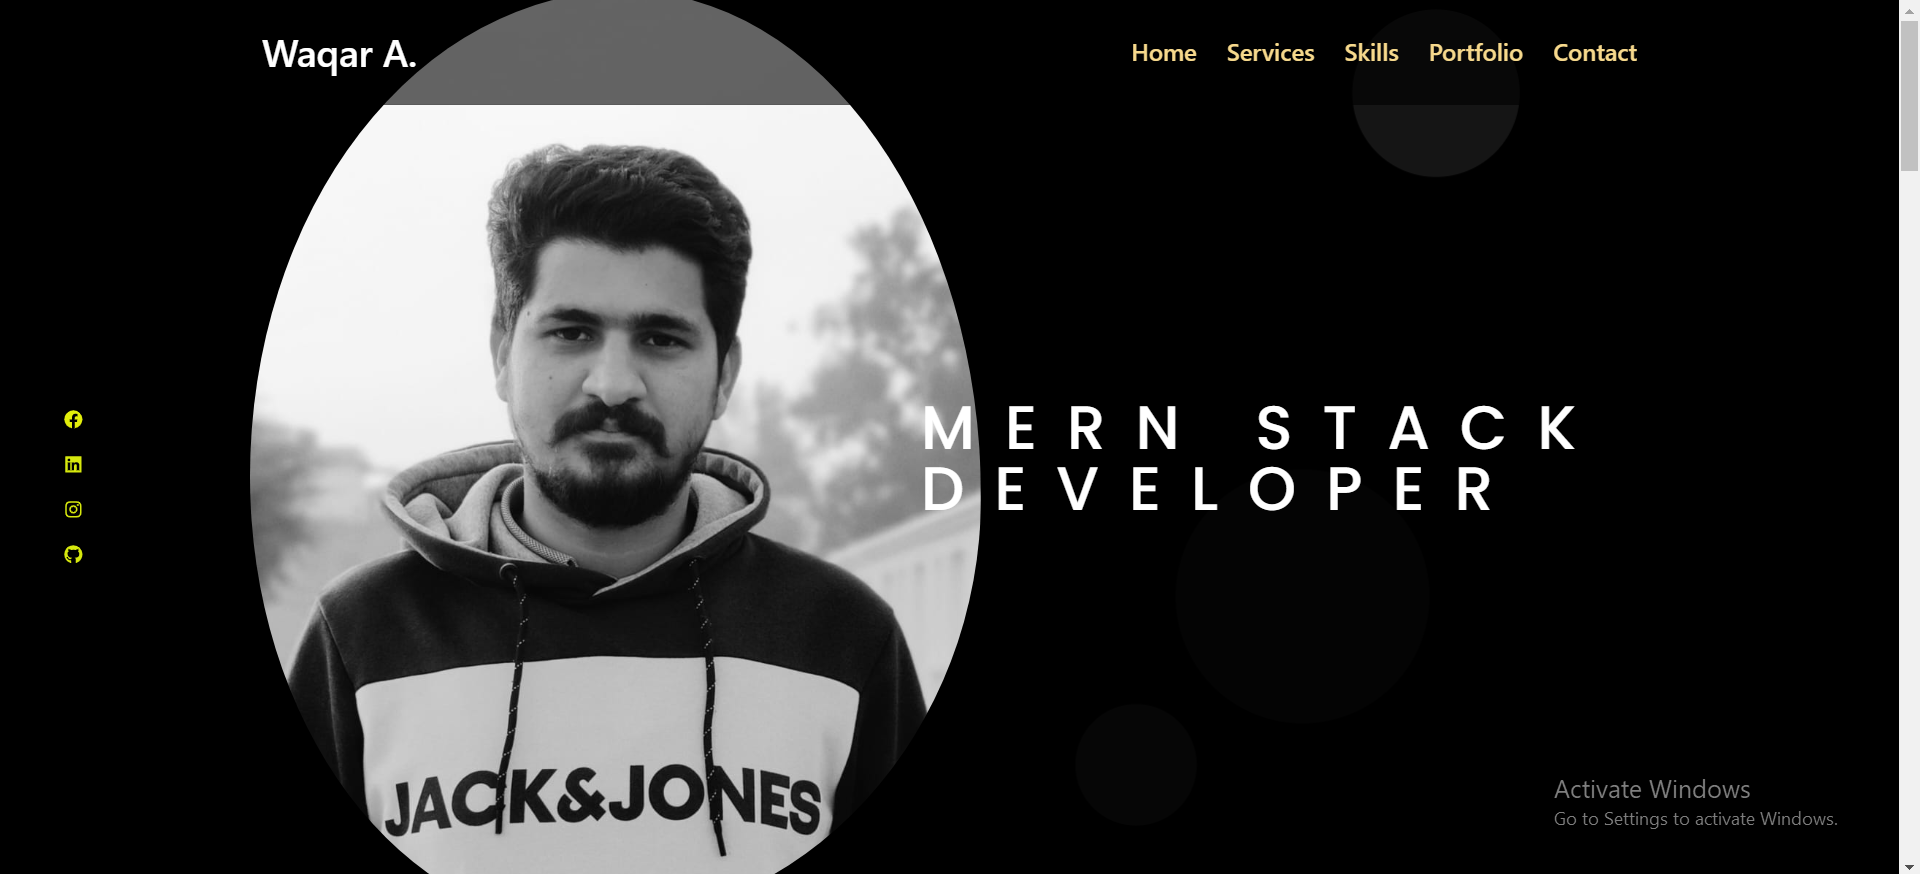 Waqar A.
Home Services Skills Portfolio Contact
MERN STACK
DEVELOPER
JACK&JONES
Activate Windows
Go to Settings to activate Windows.